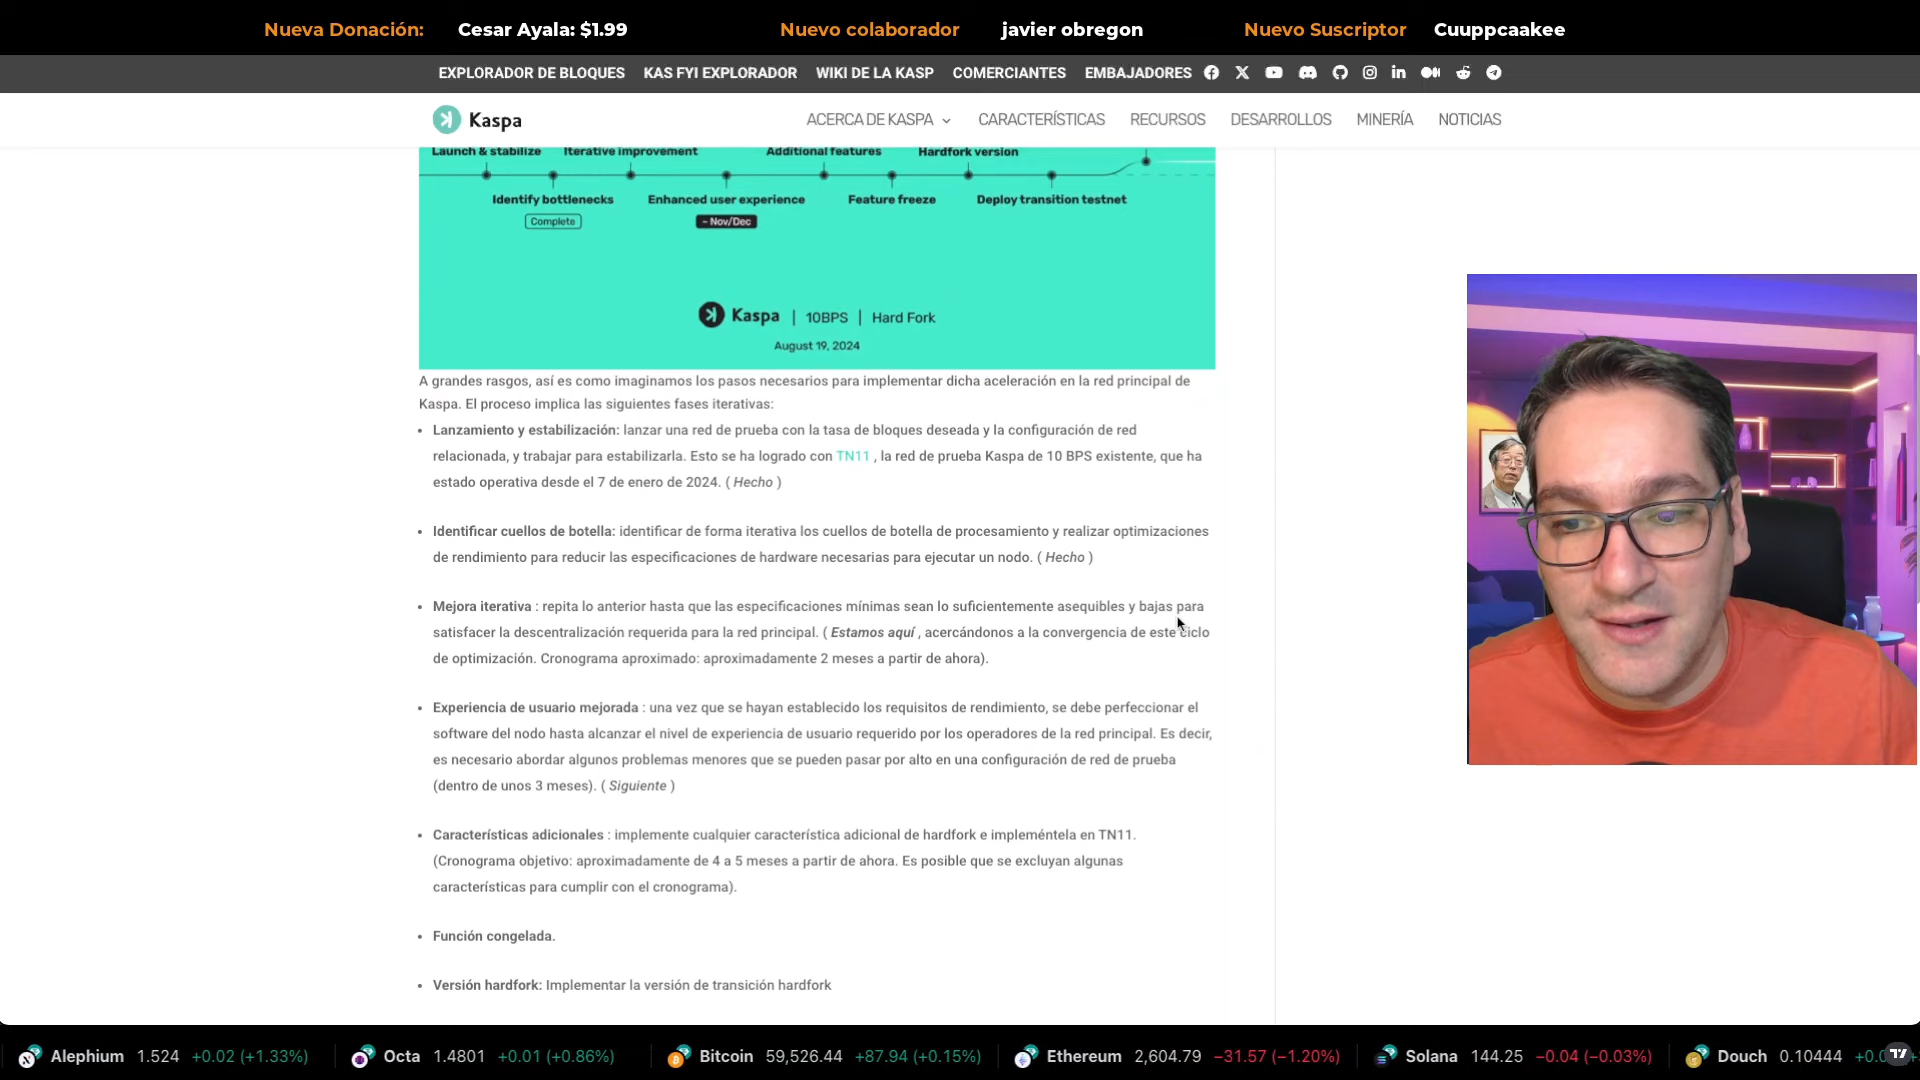 Nueva Donación: Cesar Ayala: $1.99 Nuevo colaborador javier obregon Nuevo Suscriptor Cuuppcaakee
EXPLORADOR DE BLOQUES KAS FYI EXPLORADOR WIKI DE LA KASP COMERCIANTES EMBAJADORES
Kaspa ACERCA DE KASPA CARACTERÍSTICAS RECURSOS DESARROLLOS MINERÍA NOTICIAS
Launch & stabilize Iterative improvement Additional features Hardfork version
Identify bottlenecks Enhanced user experience Feature freeze Deploy transition testnet
Complete ~ Nov/Dec
Kaspa | 10BPS | Hard Fork
August 19, 2024
A grandes rasgos, así es como imaginamos los pasos necesarios para implementar dicha aceleración en la red principal de
Kaspa. El proceso implica las siguientes fases iterativas:
• Lanzamiento y estabilización: lanzar una red de prueba con la tasa de bloques deseada y la configuración de red
relacionada, y trabajar para estabilizarla. Esto se ha logrado con TN11 , la red de prueba Kaspa de 10 BPS existente, que ha
estado operativa desde el 7 de enero de 2024. ( Hecho )
• Identificar cuellos de botella: identificar de forma iterativa los cuellos de botella de procesamiento y realizar optimizaciones
de rendimiento para reducir las especificaciones de hardware necesarias para ejecutar un nodo. ( Hecho )
• Mejora iterativa : repita lo anterior hasta que las especificaciones mínimas sean lo suficientemente asequibles y bajas para
satisfacer la descentralización requerida para la red principal. ( Estamos aquí , acercándonos a la convergencia de este ciclo
de optimización. Cronograma aproximado: aproximadamente 2 meses a partir de ahora).
• Experiencia de usuario mejorada : una vez que se hayan establecido los requisitos de rendimiento, se debe perfeccionar el
software del nodo hasta alcanzar el nivel de experiencia de usuario requerido por los operadores de la red principal. Es decir,
es necesario abordar algunos problemas menores que se pueden pasar por alto en una configuración de red de prueba
(dentro de unos 3 meses). ( Siguiente )
• Características adicionales : implemente cualquier característica adicional de hardfork e impleméntela en TN11.
(Cronograma objetivo: aproximadamente de 4 a 5 meses a partir de ahora. Es posible que se excluyan algunas
características para cumplir con el cronograma).
• Función congelada.
• Versión hardfork: Implementar la versión de transición hardfork
Alephium 1.524 +0.02 (+1.33%) Octa 1.4801 +0.01 (+0.86%) Bitcoin 59,526.44 +87.94 (+0.15%) Ethereum 2,604.79 −31.57 (−1.20%) Solana 144.25 −0.04 (−0.03%) Douch 0.10444